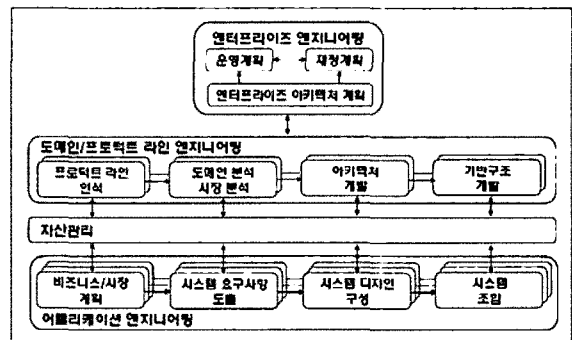 엔터프라이즈 엔지니어링
운영계획
재정계획
엔터프라이즈 아키텍처 계획
도메인/프로덕트 라인 엔지니어링
프로덕트 라인
인식
도메인 분석
시장 분석
아키텍처
개발
기반구조
개발
자산관리
비즈니스/시장
계획
시스템 요구사항
도출
시스템 디자인
구성
시스템
조합
어플리케이션 엔지니어링